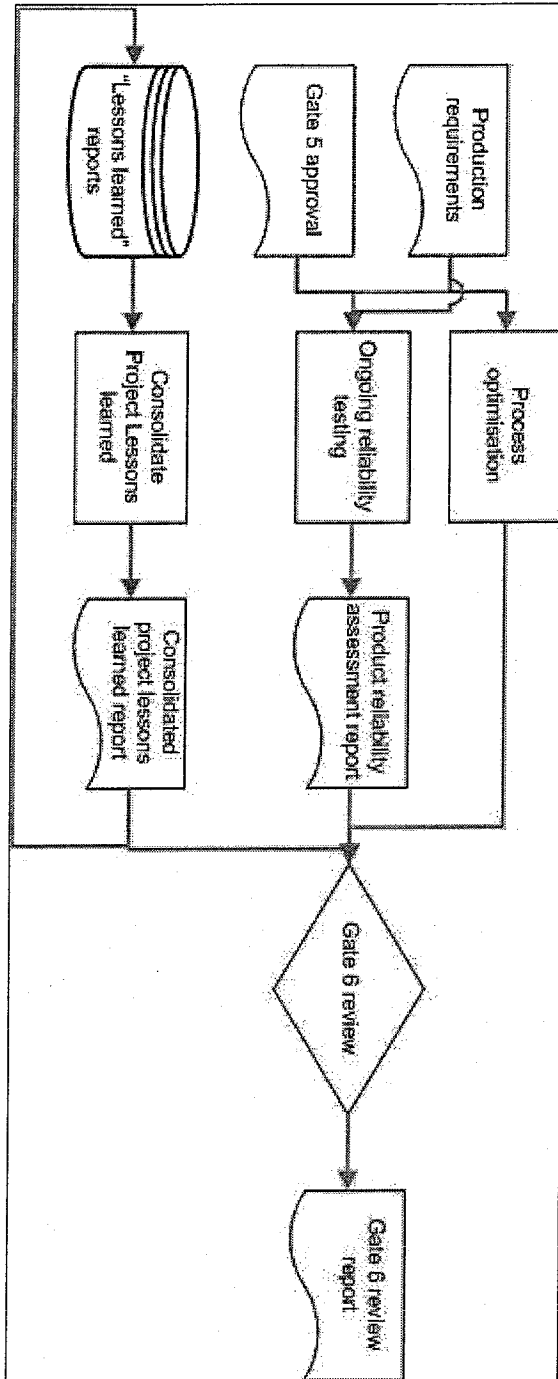 Production
requirements
Process
optimisation
Gate 5 approval
Ongoing reliability
testing
Product reliability
assessment report
Gate 6 review
Gate 6 review
report
"Lessons learned"
reports
Consolidate
Project Lessons
learned
Consolidated
project lessons
learned report